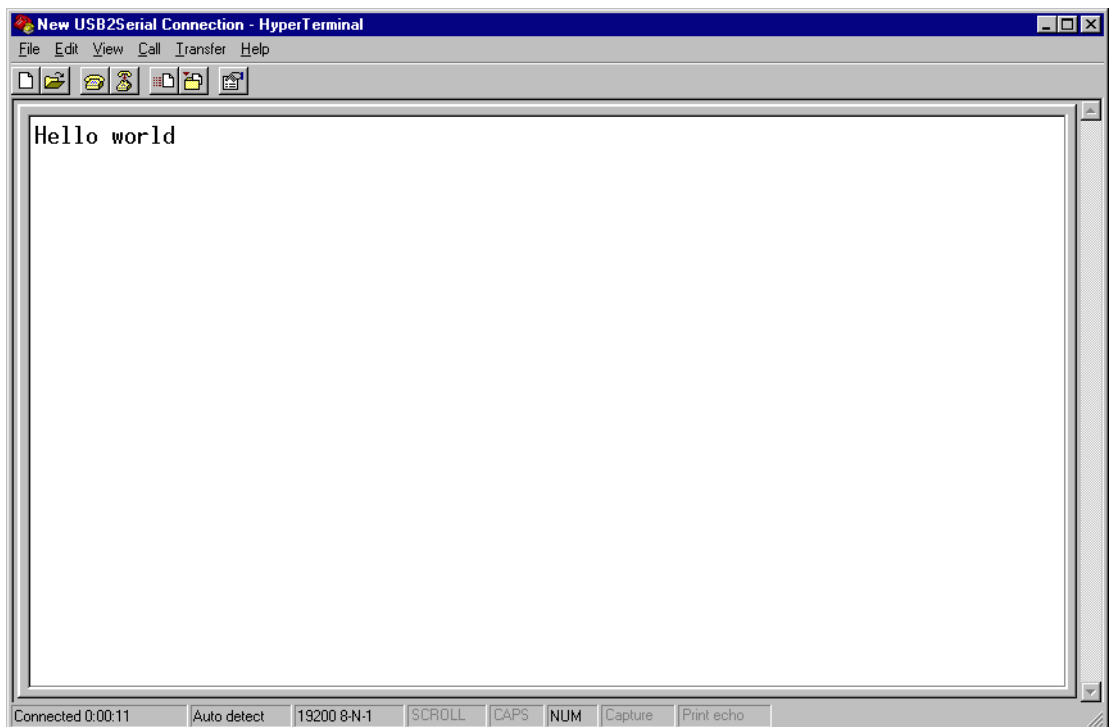 New USB2Serial Connection - HyperTerminal
File Edit View Call Transfer Help
Hello world
Connected 0:00:11 Auto detect 19200 8-N-1 SCROLL CAPS NUM Capture Print echo